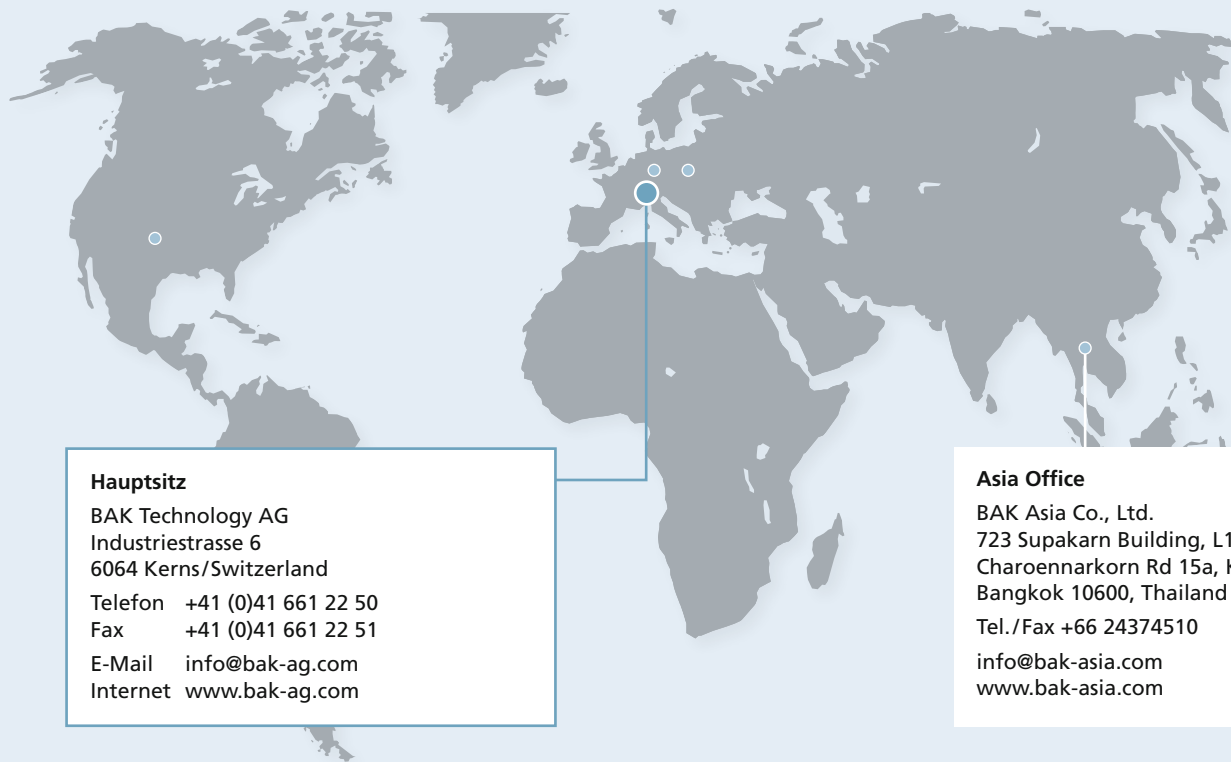 Hauptsitz
BAK Technology AG
Industriestrasse 6
6064 Kerns/Switzerland
Telefon +41 (0)41 661 22 50
Fax +41 (0)41 661 22 51
E-Mail info@bak-ag.com
Internet www.bak-ag.com
Asia Office
BAK Asia Co., Ltd.
723 Supakarn Building,
Charoennarkorn Rd 15a,
Bangkok 10600, Thailand
Tel./Fax +66 24374510
info@bak-asia.com
www.bak-asia.com